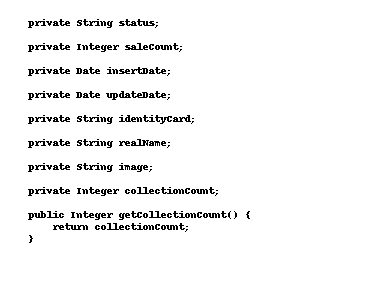 private String status;
private Integer saleCount;
private Date insertDate;
private Date updateDate;
private String identityCard;
private String realName;
private String image;
private Integer collectionCount;
public Integer getCollectionCount() {
    return collectionCount;
}